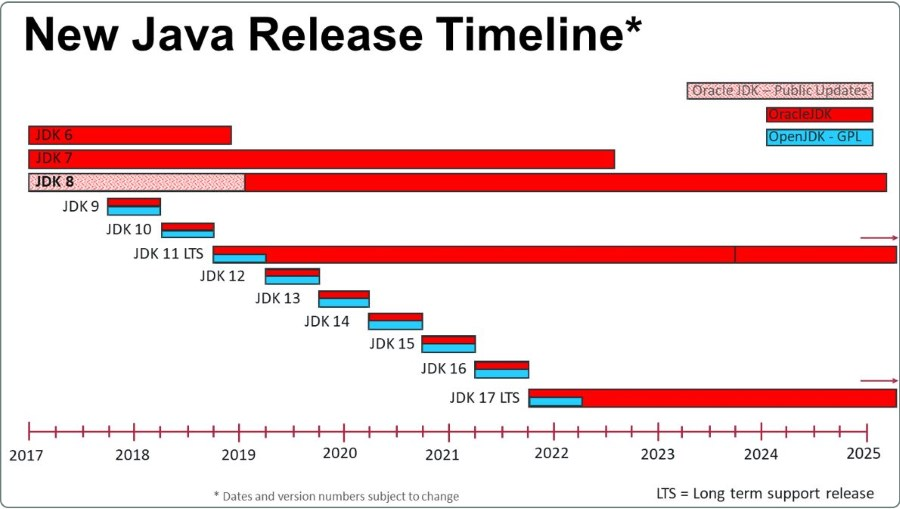 New Java Release Timeline*
Oracle JDK – Public Updates
OracleJDK
OpenJDK - GPL
JDK 6
JDK 7
JDK 8
JDK 9
JDK 10
JDK 11 LTS
JDK 12
JDK 13
JDK 14
JDK 15
JDK 16
JDK 17 LTS
2017 2018 2019 2020 2021 2022 2023 2024 2025
* Dates and version numbers subject to change
LTS = Long term support release